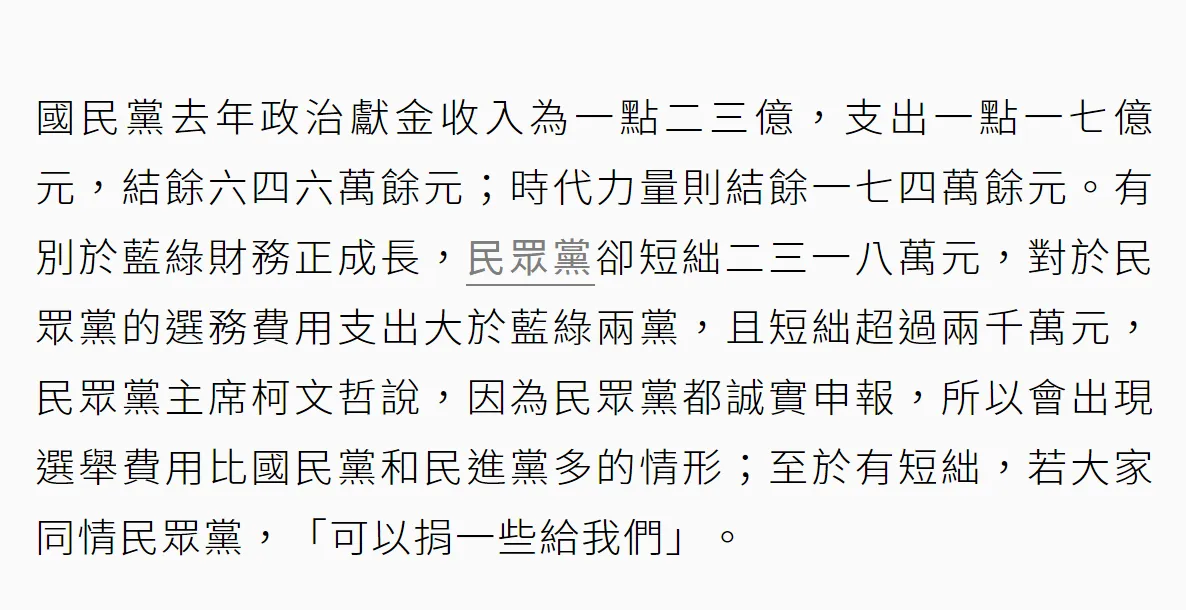 國民黨去年政治獻金收入為一點二三億，支出一點一七億
元，結餘六四六萬餘元；時代力量則結餘一七四萬餘元。有
別於藍綠財務正成長，民眾黨卻短絀二三一八萬元，對於民
眾黨的選務費用支出大於藍綠兩黨，且短絀超過兩千萬元，
民眾黨主席柯文哲說，因為民眾黨都誠實申報，所以會出現
選舉費用比國民黨和民進黨多的情形；至於有短絀，若大家
同情民眾黨，「可以捐一些給我們」。